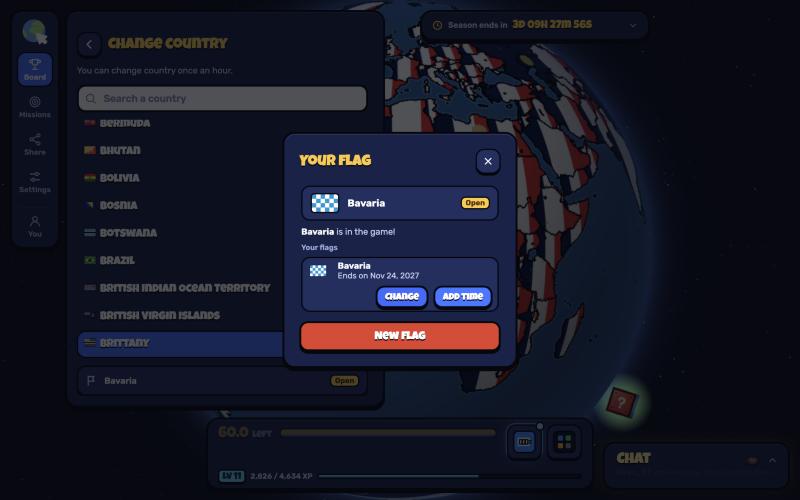 Season ends in 3D 09H 27M 56S
CHANGE COUNTRY
You can change country once an hour.
Search a country
Board
Missions
Share
Settings
You
BERMUDA
BHUTAN
BOLIVIA
BOSNIA
BOTSWANA
BRAZIL
BRITISH INDIAN OCEAN TERRITORY
BRITISH VIRGIN ISLANDS
BRITTANY
Bavaria Open
YOUR FLAG
Bavaria Open
Bavaria is in the game!
Your flags
Bavaria
Ends on Nov 24, 2027
CHANGE ADD TIME
NEW FLAG
?
60.0 LEFT
LV 11 2,826 / 4,634 XP
CHAT